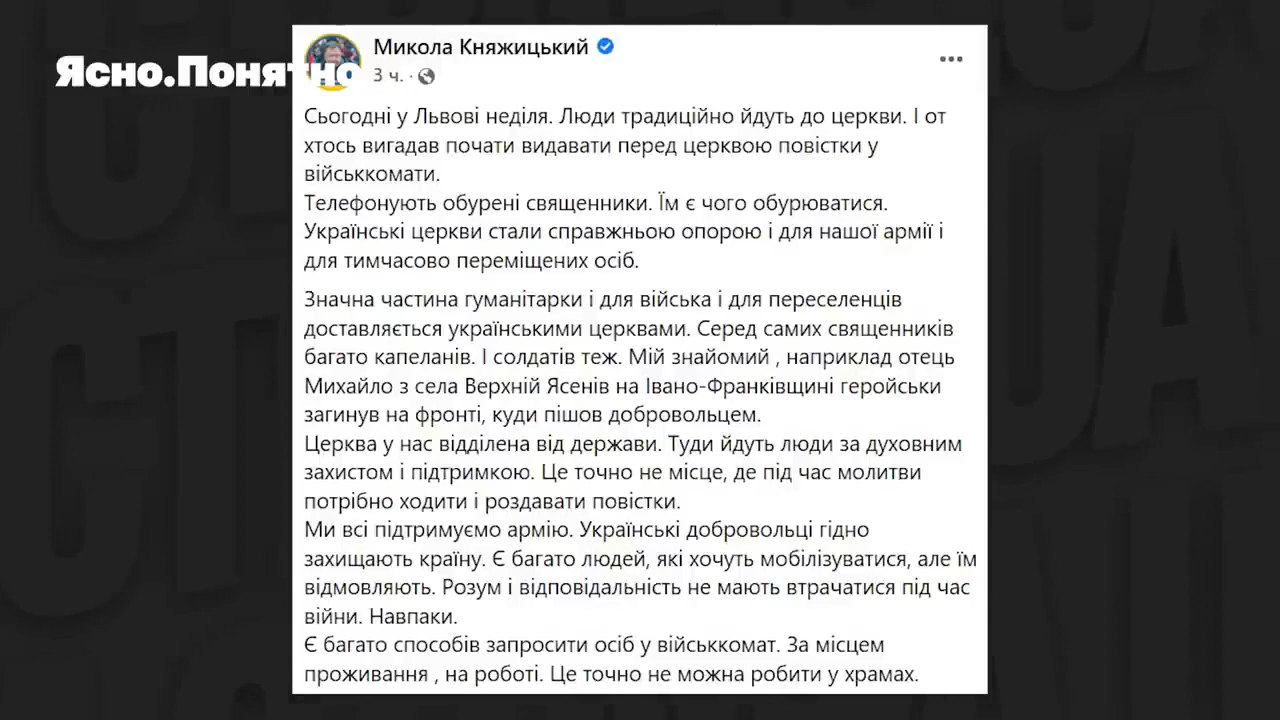 Ясно.Понятно
Микола Княжицький
3 ч. ·
Сьогодні у Львові неділя. Люди традиційно йдуть до церкви. І от
хтось вигадав почати видавати перед церквою повістки у
військкомати.
Телефонують обурені священники. Їм є чого обурюватися.
Українські церкви стали справжньою опорою і для нашої армії і
для тимчасово переміщених осіб.
Значна частина гуманітарки і для війська і для переселенців
доставляється українськими церквами. Серед самих священників
багато капеланів. І солдатів теж. Мій знайомий , наприклад отець
Михайло з села Верхній Ясенів на Івано-Франківщині геройськи
загинув на фронті, куди пішов добровольцем.
Церква у нас відділена від держави. Туди йдуть люди за духовним
захистом і підтримкою. Це точно не місце, де під час молитви
потрібно ходити і роздавати повістки.
Ми всі підтримуємо армію. Українські добровольці гідно
захищають країну. Є багато людей, які хочуть мобілізуватися, але їм
відмовляють. Розум і відповідальність не мають втрачатися під час
війни. Навпаки.
Є багато способів запросити осіб у військкомат. За місцем
проживання , на роботі. Це точно не можна робити у храмах.